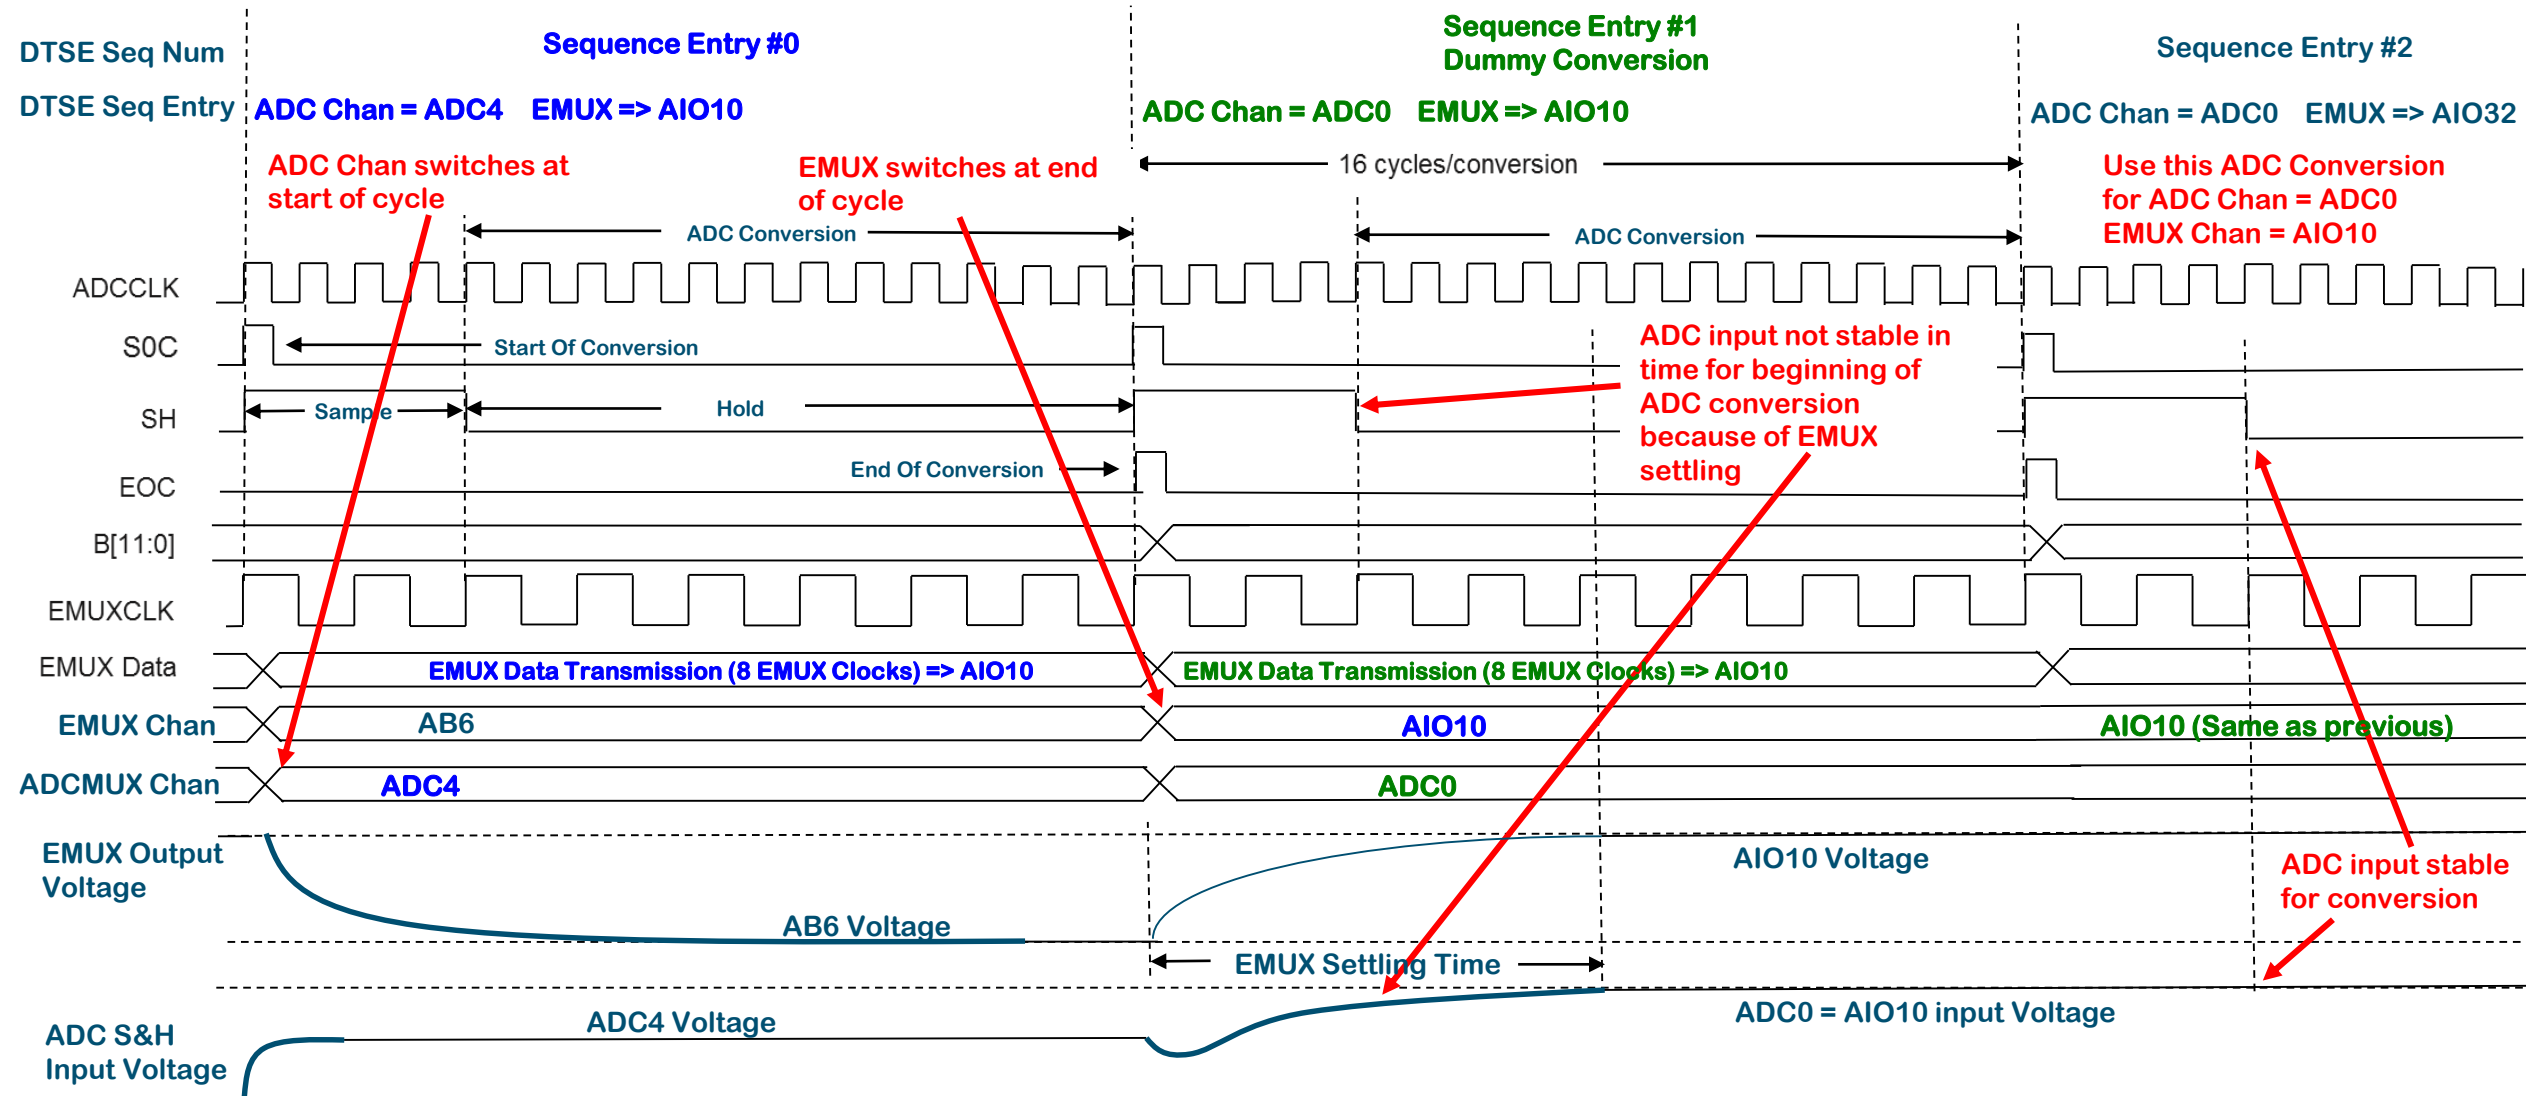 DTSE Seq Num
Sequence Entry #0
Sequence Entry #1
Dummy Conversion
Sequence Entry #2
DTSE Seq Entry
ADC Chan = ADC4 EMUX => AIO10
ADC Chan = ADC0 EMUX => AIO10
ADC Chan = ADC0 EMUX => AIO32
ADC Chan switches at
start of cycle
EMUX switches at end
of cycle
16 cycles/conversion
Use this ADC Conversion
for ADC Chan = ADC0
EMUX Chan = AIO10
ADC Conversion
ADC Conversion
ADCCLK
S0C
Start Of Conversion
ADC input not stable in
time for beginning of
ADC conversion
because of EMUX
settling
SH
Sample
Hold
End Of Conversion
EOC
B[11:0]
EMUXCLK
EMUX Data
EMUX Data Transmission (8 EMUX Clocks) => AIO10
EMUX Data Transmission (8 EMUX Clocks) => AIO10
EMUX Chan
AB6
AIO10
AIO10 (Same as previous)
ADCMUX Chan
ADC4
ADC0
EMUX Output
Voltage
AB6 Voltage
AIO10 Voltage
ADC input stable
for conversion
EMUX Settling Time
ADC S&H
Input Voltage
ADC4 Voltage
ADC0 = AIO10 input Voltage